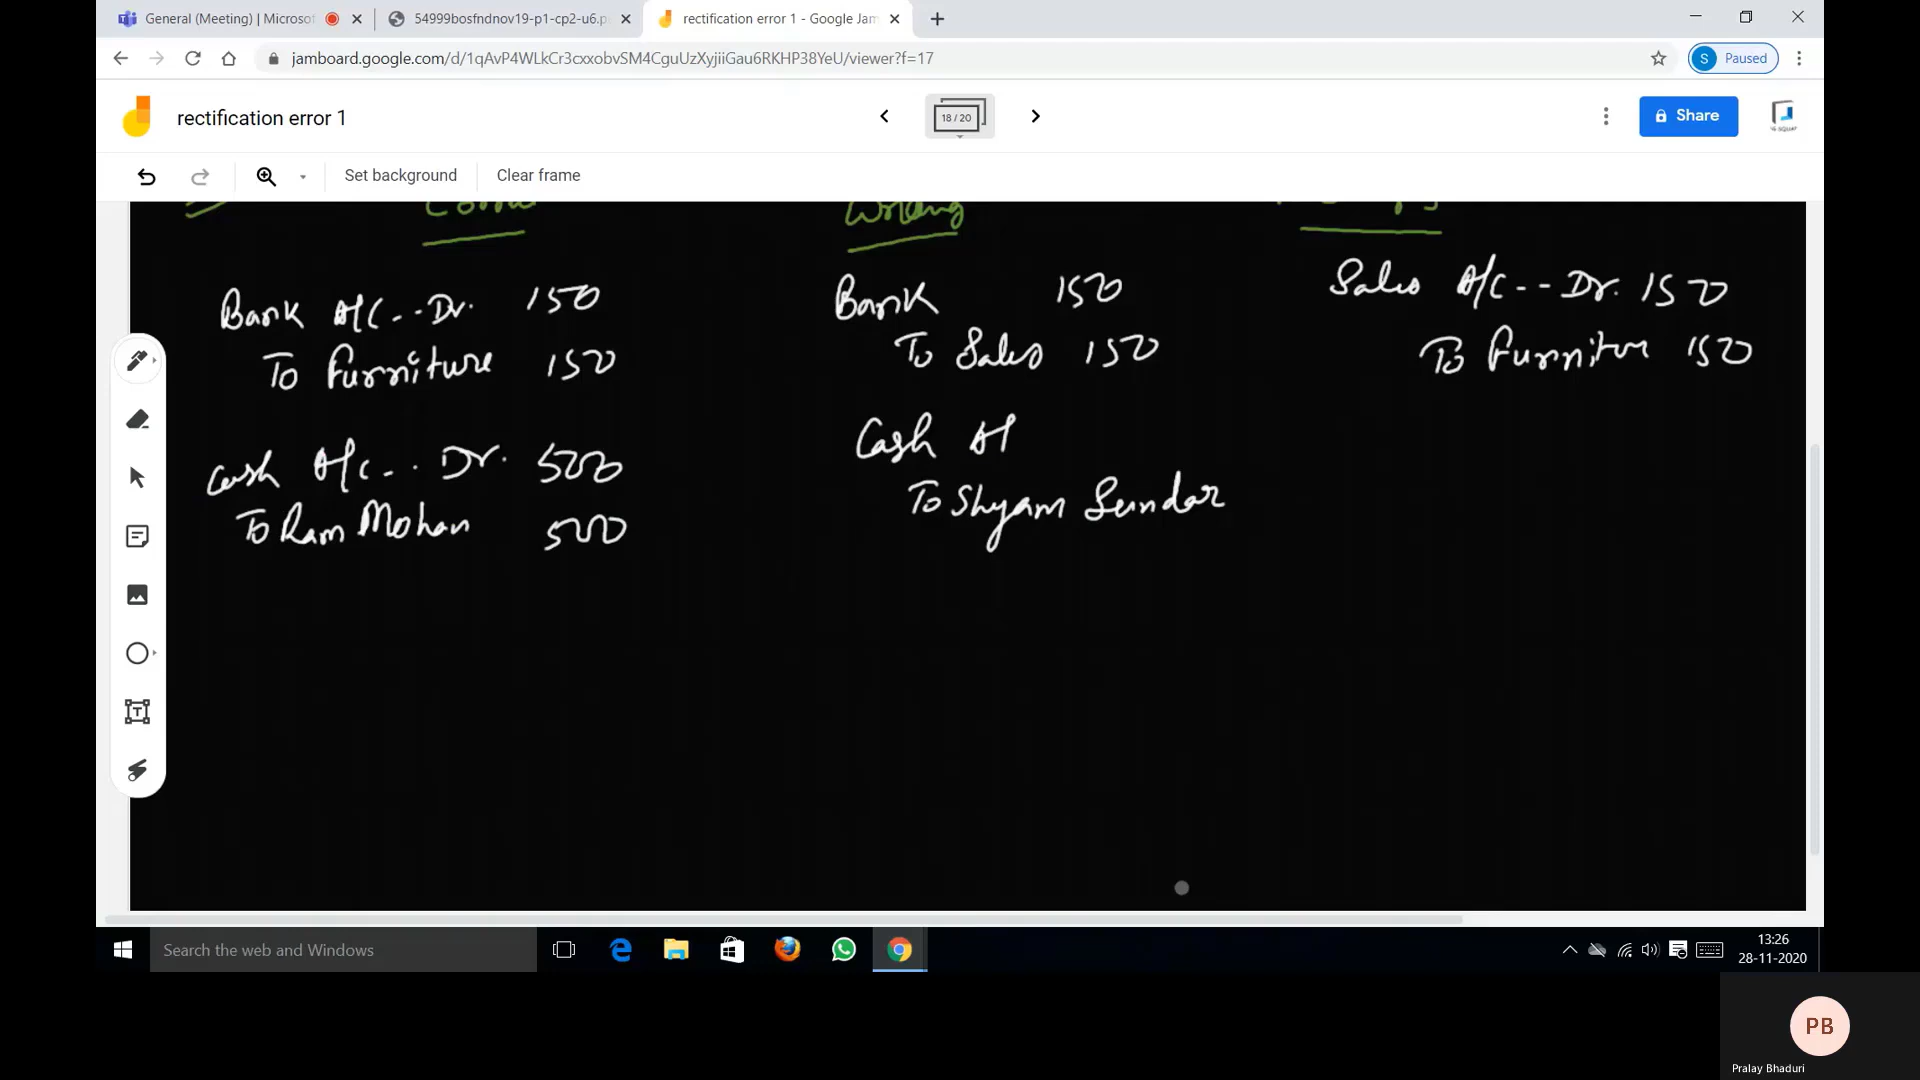 General (Meeting) | Microso
54999bosfndnov19-p1-cp2-u6.p
rectification error 1 - Google Jam
jamboard.google.com/d/1qAvP4WLkCr3cxxobvSM4CguUzXyjiiGau6RKHP38YeU/viewer?f=17
S Paused
rectification error 1
18 / 20
Share
Set background
Clear frame
Working
Bank A/C -- Dr. 150
To Furniture 150
Bank 150
To Sales 150
Sales A/C -- Dr. 150
To Furnitur 150
Cash A/C -- Dr. 500
To Ram Mohan 500
Cash A/
To Shyam Sundar
Search the web and Windows
13:26
28-11-2020
PB
Pralay Bhaduri